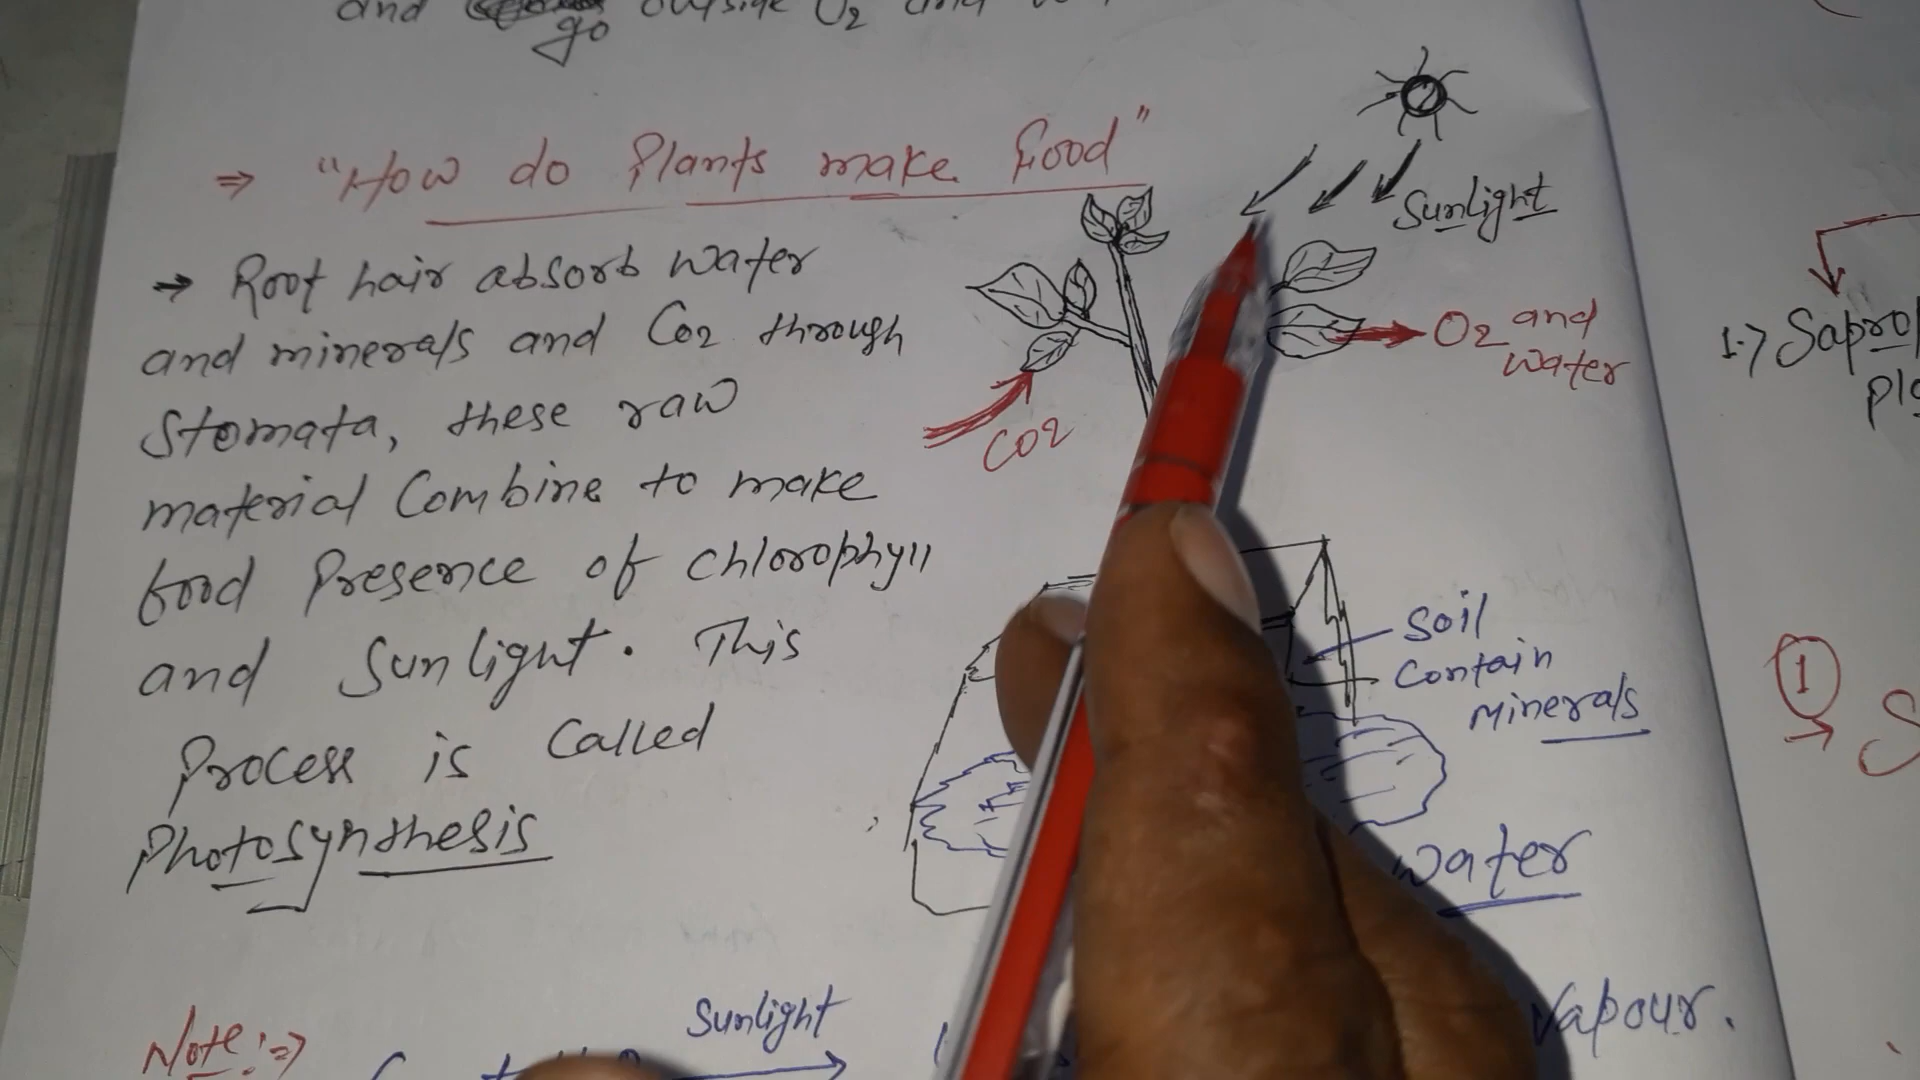 and go outside O2 and
⇒ "How do Plants make Food"
→ Root hair absorb water
and minerals and Co2 through
Stomata, these raw
material Combine to make
food Presence of chlorophyll
and Sunlight. This
Process is Called
Photosynthesis
Sunlight
O2 and
water
CO2
Soil
Contain
Minerals
water
Note:→
Sunlight
Vapour.
1.→
①